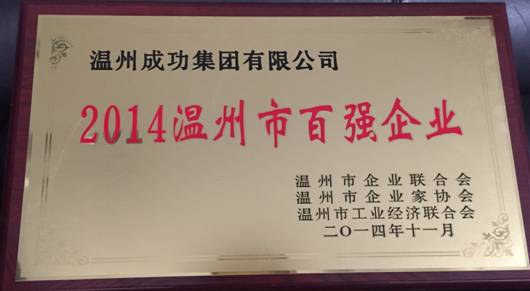 温州成功集团有限公司
2014温州市百强企业
温州市企业联合会
温州市企业家协会
温州市工业经济联合会
二〇一四年十一月